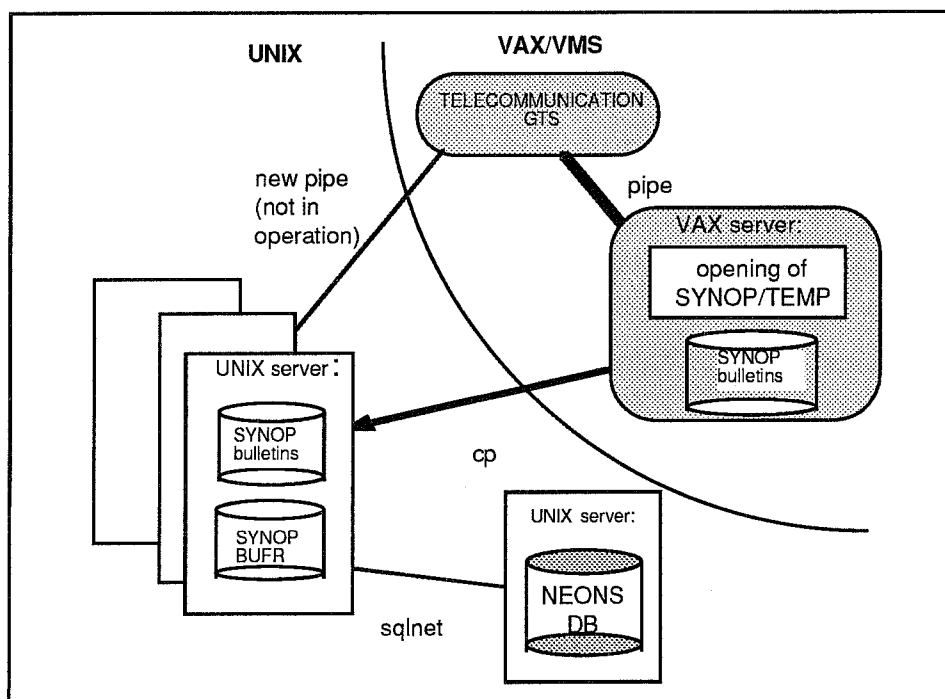 UNIX
VAX/VMS
TELECOMMUNICATION
GTS
new pipe
(not in
operation)
pipe
VAX server:
opening of
SYNOP/TEMP
SYNOP
bulletins
UNIX server:
SYNOP
bulletins
SYNOP
BUFR
cp
UNIX server:
NEONS
DB
sqlnet